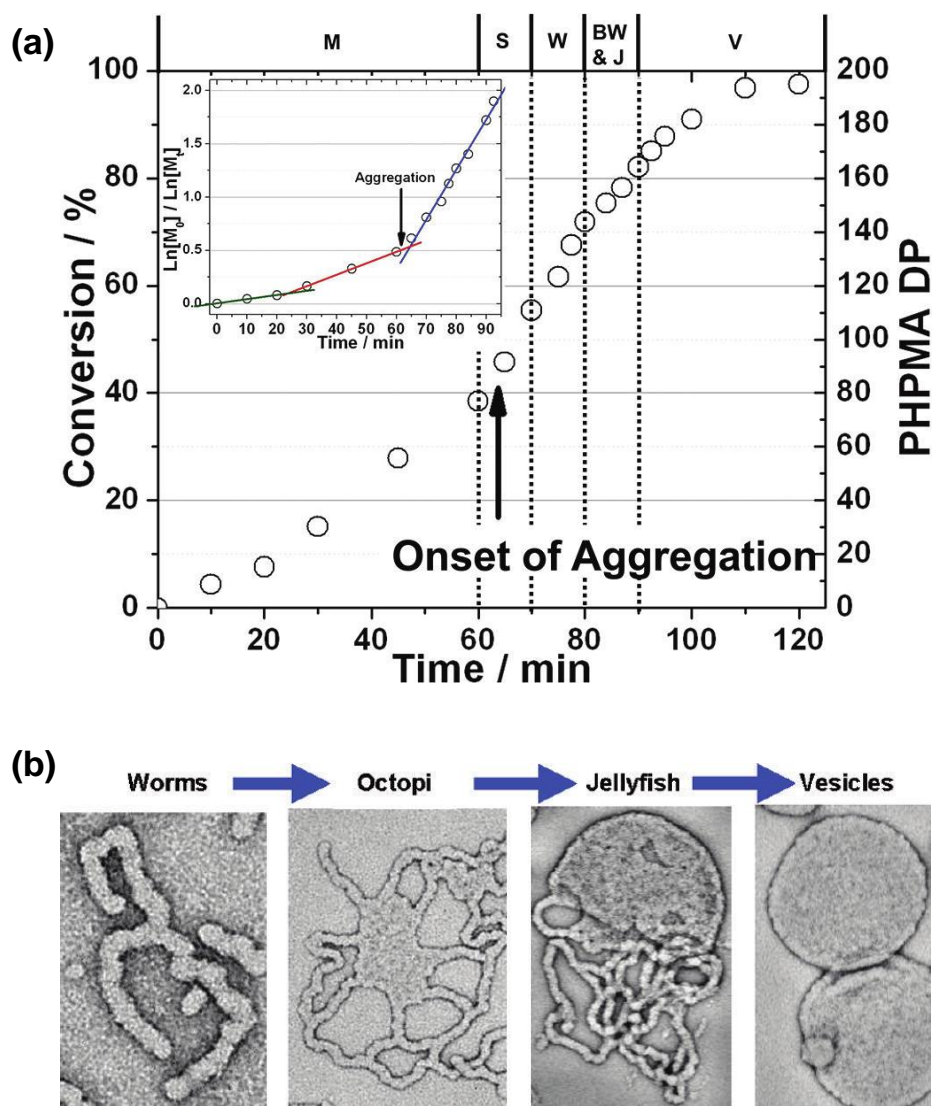 (a)
M S W BW & J V
Conversion / %
100
80
60
40
20
0
PHPMA DP
200
180
160
140
120
100
80
60
40
20
0
0 20 40 60 80 100 120
Time / min
Ln[M0] / Ln[Mt]
2.0
1.5
1.0
0.5
0.0
Aggregation
0 10 20 30 40 50 60 70 80 90
Time / min
Onset of Aggregation
(b)
Worms Octopi Jellyfish Vesicles